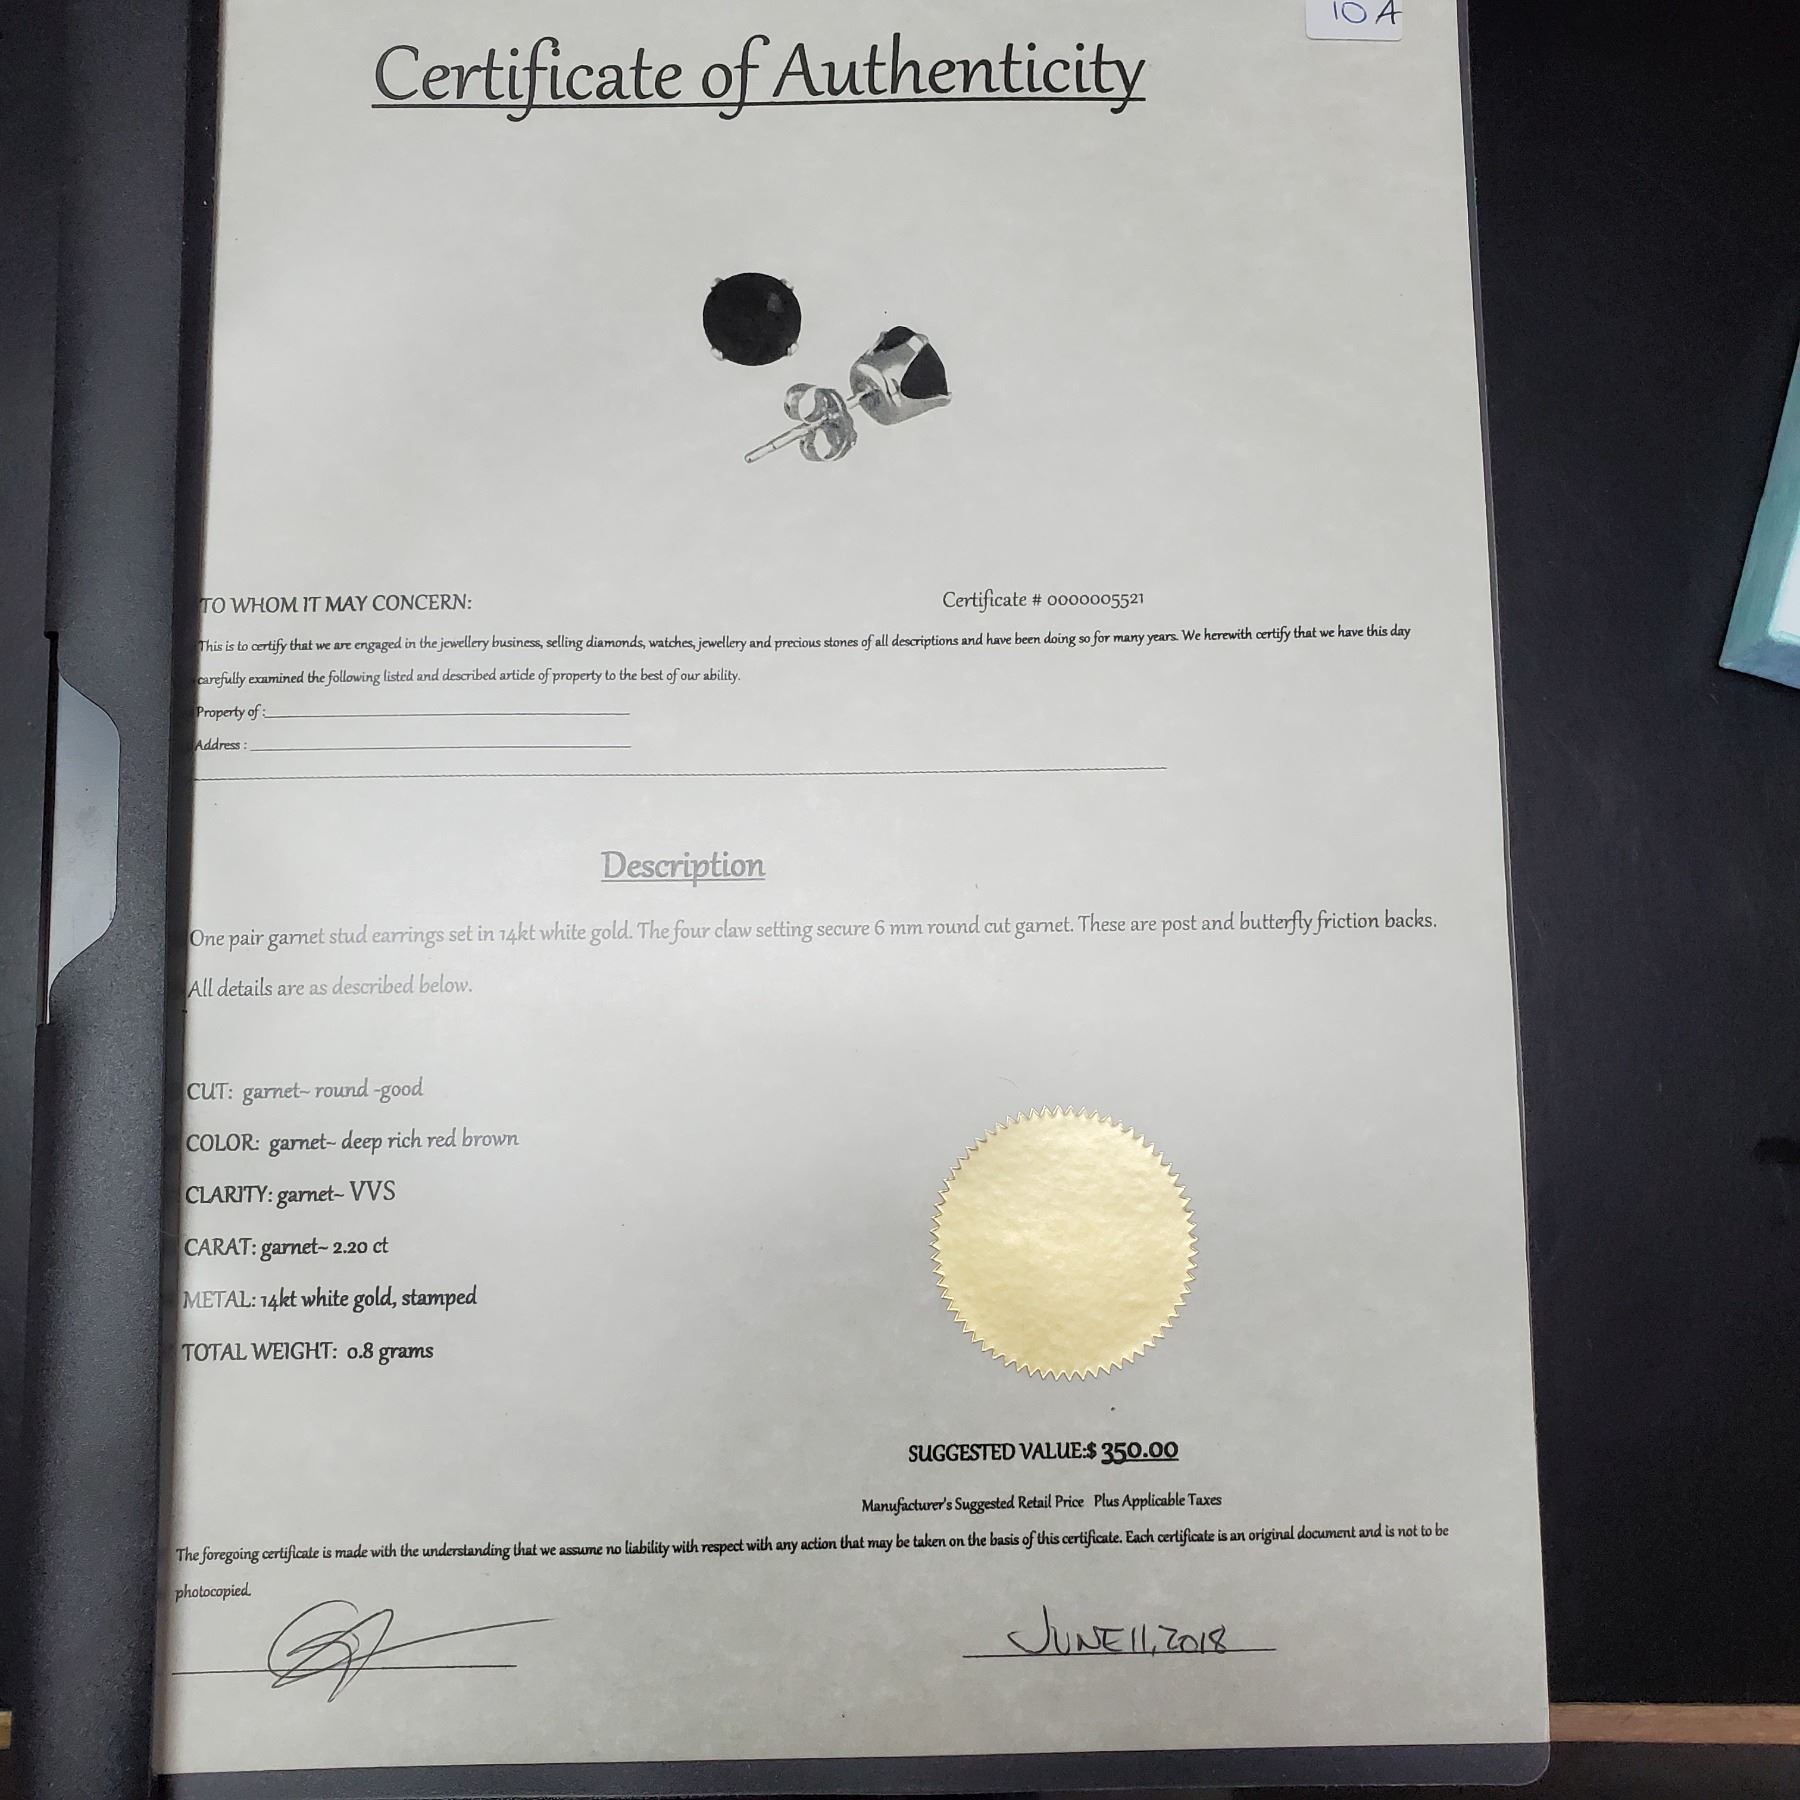 10 A
Certificate of Authenticity
TO WHOM IT MAY CONCERN:
Certificate # 0000005521
This is to certify that we are engaged in the jewellery business, selling diamonds, watches, jewellery and precious stones of all descriptions and have been doing so for many years. We herewith certify that we have this day
carefully examined the following listed and described article of property to the best of our ability.
Property of :
Address :
Description
One pair garnet stud earrings set in 14kt white gold. The four claw setting secure 6 mm round cut garnet. These are post and butterfly friction backs.
All details are as described below.
CUT: garnet~ round -good
COLOR: garnet~ deep rich red brown
CLARITY: garnet~ VVS
CARAT: garnet~ 2.20 ct
METAL: 14kt white gold, stamped
TOTAL WEIGHT: 0.8 grams
SUGGESTED VALUE:$ 350.00
Manufacturer's Suggested Retail Price Plus Applicable Taxes
The foregoing certificate is made with the understanding that we assume no liability with respect with any action that may be taken on the basis of this certificate. Each certificate is an original document and is not to be
photocopied.
JUNE 11, 2018